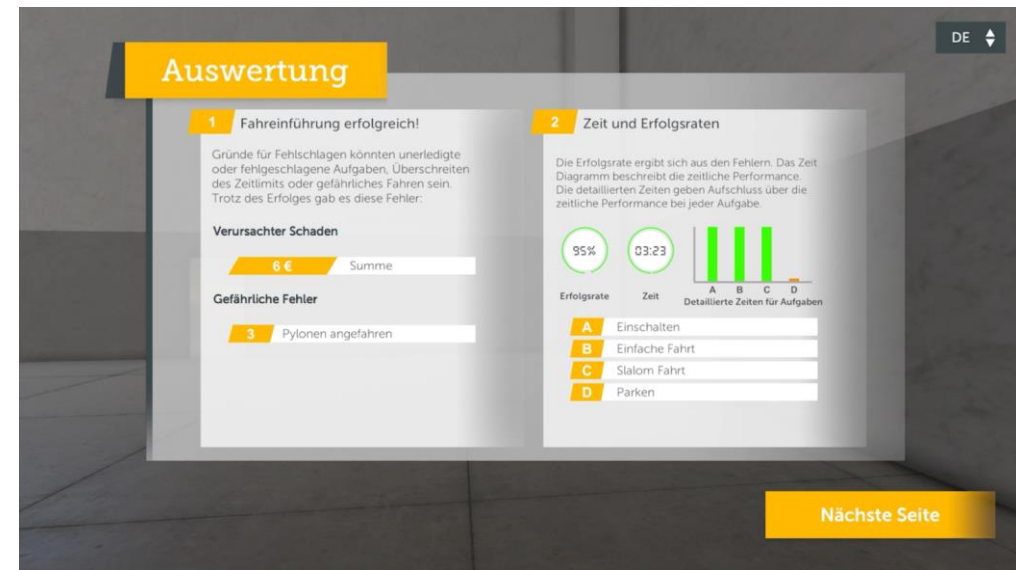 DE
Auswertung
1 Fahreinführung erfolgreich!
Gründe für Fehlschlagen könnten unerledigte
oder fehlgeschlagene Aufgaben, Überschreiten
des Zeitlimits oder gefährliches Fahren sein.
Trotz des Erfolges gab es diese Fehler:
Verursachter Schaden
6 € Summe
Gefährliche Fehler
3 Pylonen angefahren
2 Zeit und Erfolgsraten
Die Erfolgsrate ergibt sich aus den Fehlern. Das Zeit
Diagramm beschreibt die zeitliche Performance.
Die detaillierten Zeiten geben Aufschluss über die
zeitliche Performance bei jeder Aufgabe.
95% 03:23
A B C D
Erfolgsrate Zeit Detaillierte Zeiten für Aufgaben
A Einschalten
B Einfache Fahrt
C Slalom Fahrt
D Parken
Nächste Seite